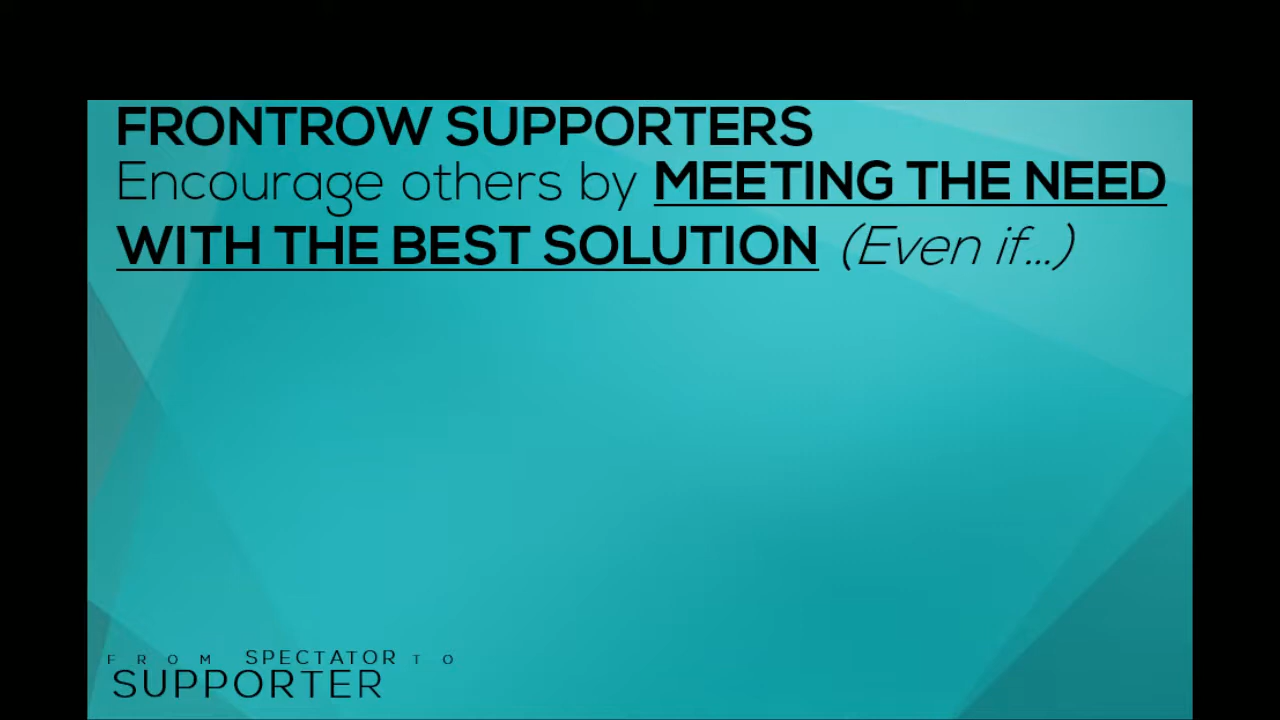 FRONTROW SUPPORTERS
Encourage others by MEETING THE NEED
WITH THE BEST SOLUTION (Even if...)
FROM SPECTATOR TO
SUPPORTER